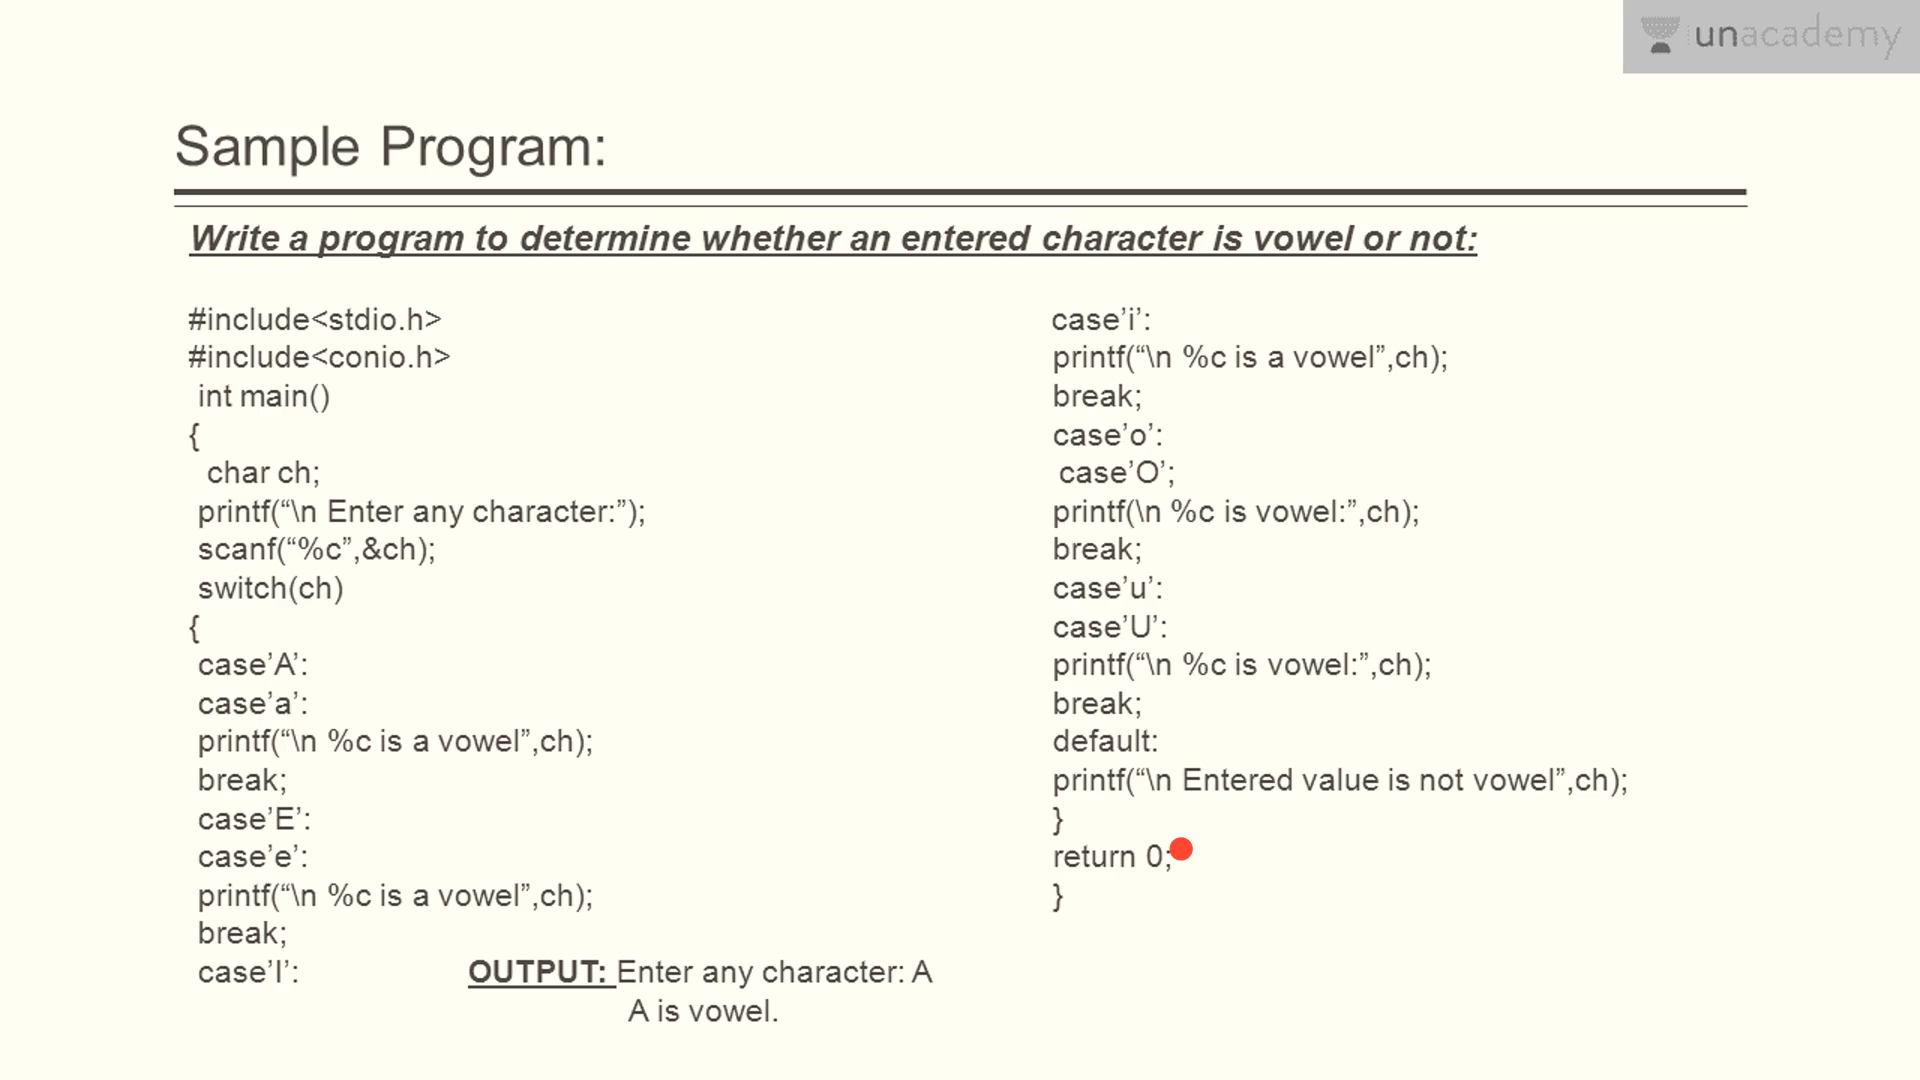 unacademy
Sample Program:
Write a program to determine whether an entered character is vowel or not:
#include<stdio.h>
#include<conio.h>
int main()
{
char ch;
printf(“\n Enter any character:”);
scanf(“%c”,&ch);
switch(ch)
{
case’A’:
case’a’:
printf(“\n %c is a vowel”,ch);
break;
case’E’:
case’e’:
printf(“\n %c is a vowel”,ch);
break;
case’I’:
case’i’:
printf(“\n %c is a vowel”,ch);
break;
case’o’:
case’O’;
printf(\n %c is vowel:”,ch);
break;
case’u’:
case’U’:
printf(“\n %c is vowel:”,ch);
break;
default:
printf(“\n Entered value is not vowel”,ch);
}
return 0;
}
OUTPUT: Enter any character: A
A is vowel.